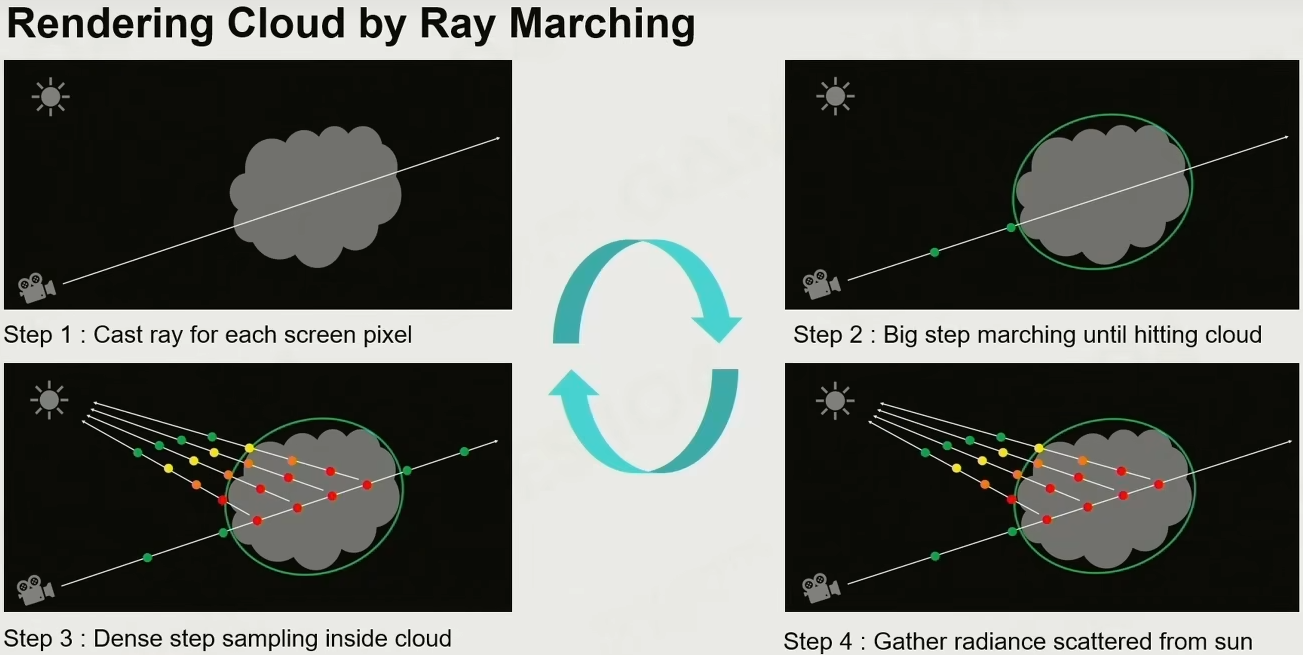 Rendering Cloud by Ray Marching
Step 1 : Cast ray for each screen pixel
Step 2 : Big step marching until hitting cloud
Step 3 : Dense step sampling inside cloud
Step 4 : Gather radiance scattered from sun